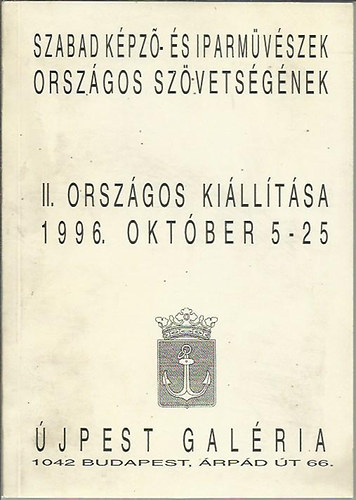 SZABAD KÉPZŐ- ÉS IPARMŰVÉSZEK
ORSZÁGOS SZÖVETSÉGÉNEK
II. ORSZÁGOS KIÁLLÍTÁSA
1996. OKTÓBER 5-25
ÚJPEST GALÉRIA
1042 BUDAPEST, ÁRPÁD ÚT 66.